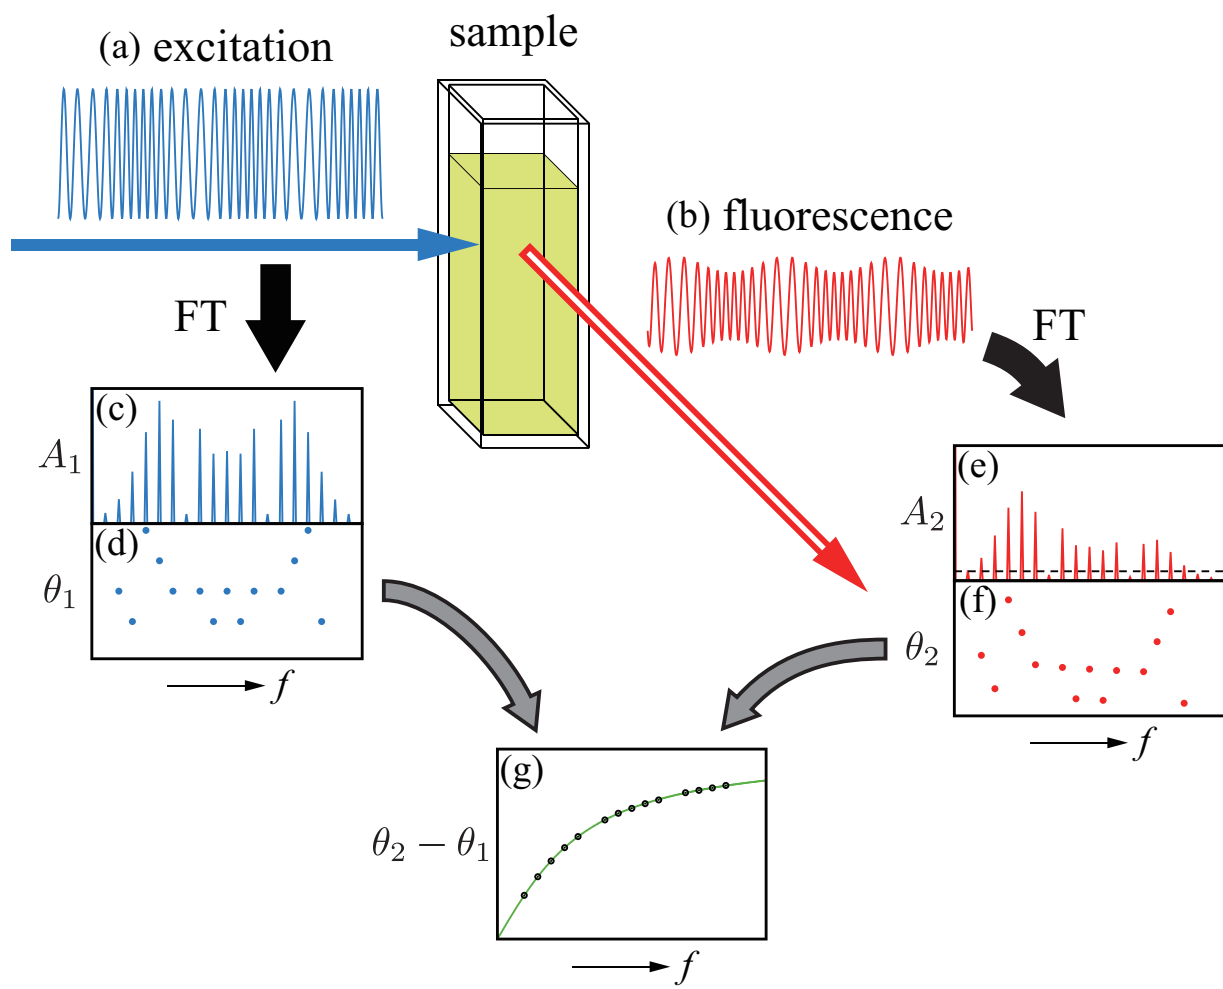 (a) excitation
sample
(b) fluorescence
FT
FT
(c)
A₁
(d)
θ₁
f
(e)
A₂
(f)
θ₂
f
(g)
θ₂ − θ₁
f